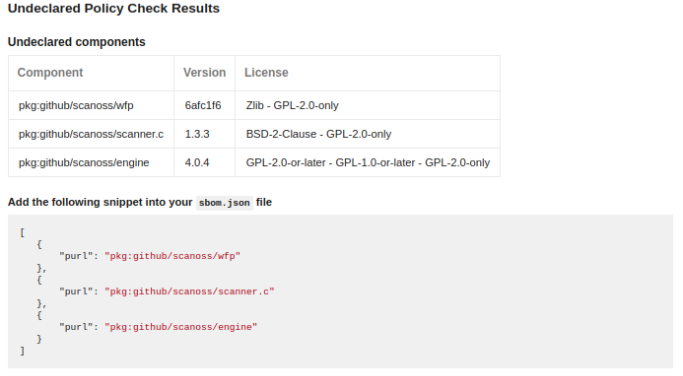 Undeclared Policy Check Results
Undeclared components
Component Version License
pkg:github/scanoss/wfp 6afc1f6 Zlib - GPL-2.0-only
pkg:github/scanoss/scanner.c 1.3.3 BSD-2-Clause - GPL-2.0-only
pkg:github/scanoss/engine 4.0.4 GPL-2.0-or-later - GPL-1.0-or-later - GPL-2.0-only
Add the following snippet into your sbom.json file
[
{
"purl": "pkg:github/scanoss/wfp"
},
{
"purl": "pkg:github/scanoss/scanner.c"
},
{
"purl": "pkg:github/scanoss/engine"
}
]